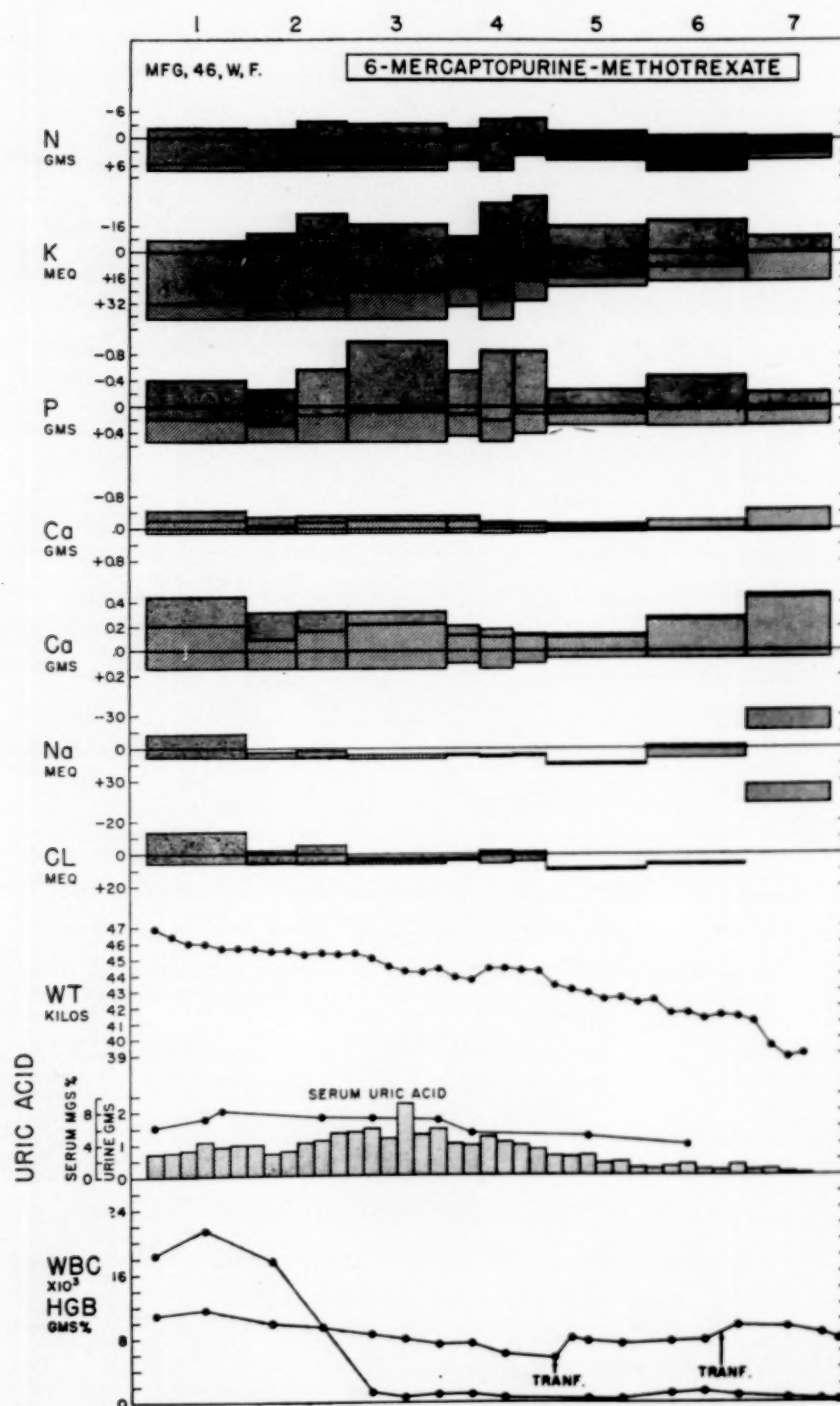 1 2 3 4 5 6 7
MFG, 46, W, F.
6-MERCAPTOPURINE-METHOTREXATE
-6
N 0
GMS
+6
-16
K 0
MEQ
+16
+32
-0.8
-0.4
P 0
GMS
+0.4
-0.8
Ca .0
GMS
+0.8
0.4
0.2
Ca .0
GMS
+0.2
-30
Na 0
MEQ
+30
-20
CL 0
MEQ
+20
47
46
45
WT 44
KILOS 43
42
41
40
39
URIC ACID
SERUM MGS %
URINE GMS
SERUM URIC ACID
8 2
4 1
0 0
24
WBC
X10³ 16
HGB
GMS%
8
TRANF. TRANF.
0